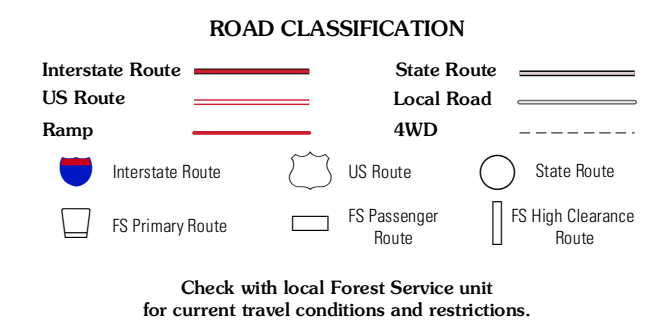 ROAD CLASSIFICATION
Interstate Route
State Route
US Route
Local Road
Ramp
4WD
Interstate Route
US Route
State Route
FS Primary Route
FS Passenger
Route
FS High Clearance
Route
Check with local Forest Service unit
for current travel conditions and restrictions.